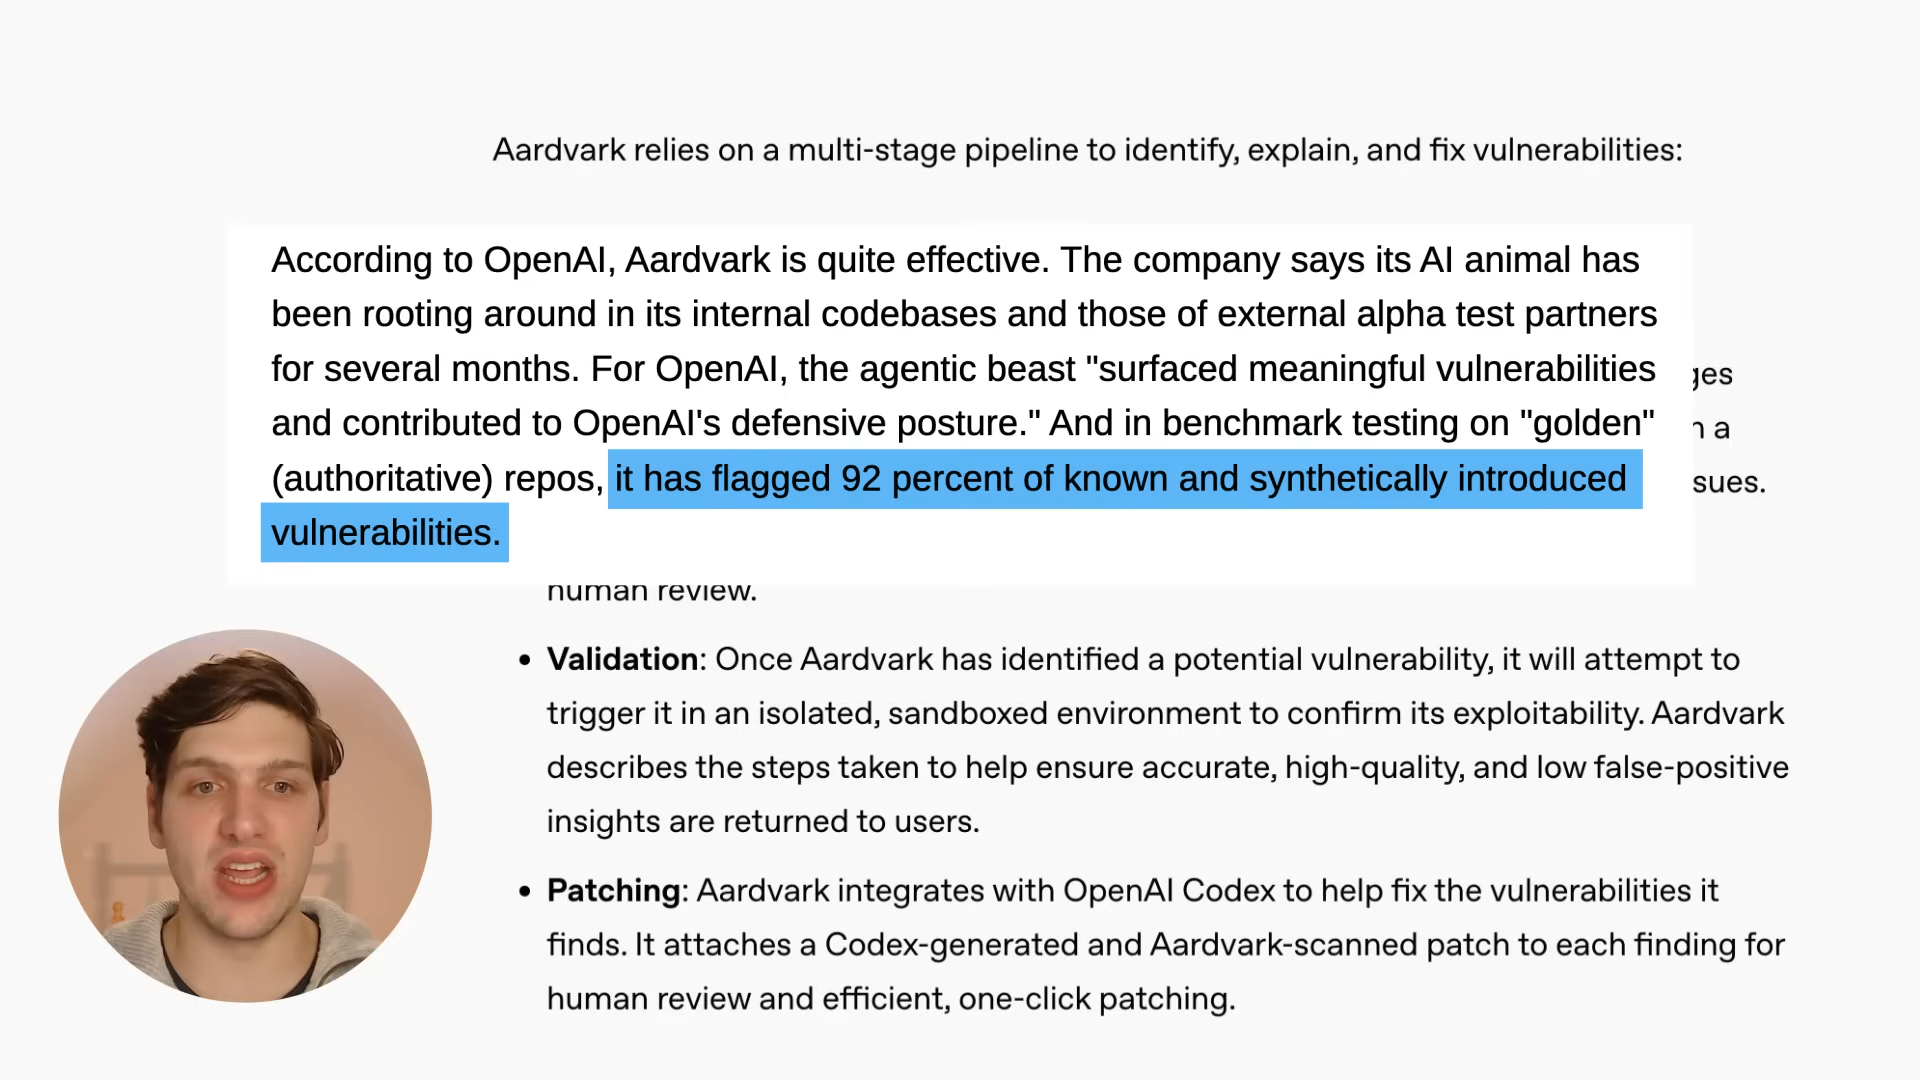 Aardvark relies on a multi-stage pipeline to identify, explain, and fix vulnerabilities:
According to OpenAI, Aardvark is quite effective. The company says its AI animal has
been rooting around in its internal codebases and those of external alpha test partners
for several months. For OpenAI, the agentic beast "surfaced meaningful vulnerabilities
and contributed to OpenAI's defensive posture." And in benchmark testing on "golden"
(authoritative) repos, it has flagged 92 percent of known and synthetically introduced
vulnerabilities.
a
human review.
• Validation: Once Aardvark has identified a potential vulnerability, it will attempt to
trigger it in an isolated, sandboxed environment to confirm its exploitability. Aardvark
describes the steps taken to help ensure accurate, high-quality, and low false-positive
insights are returned to users.
• Patching: Aardvark integrates with OpenAI Codex to help fix the vulnerabilities it
finds. It attaches a Codex-generated and Aardvark-scanned patch to each finding for
human review and efficient, one-click patching.